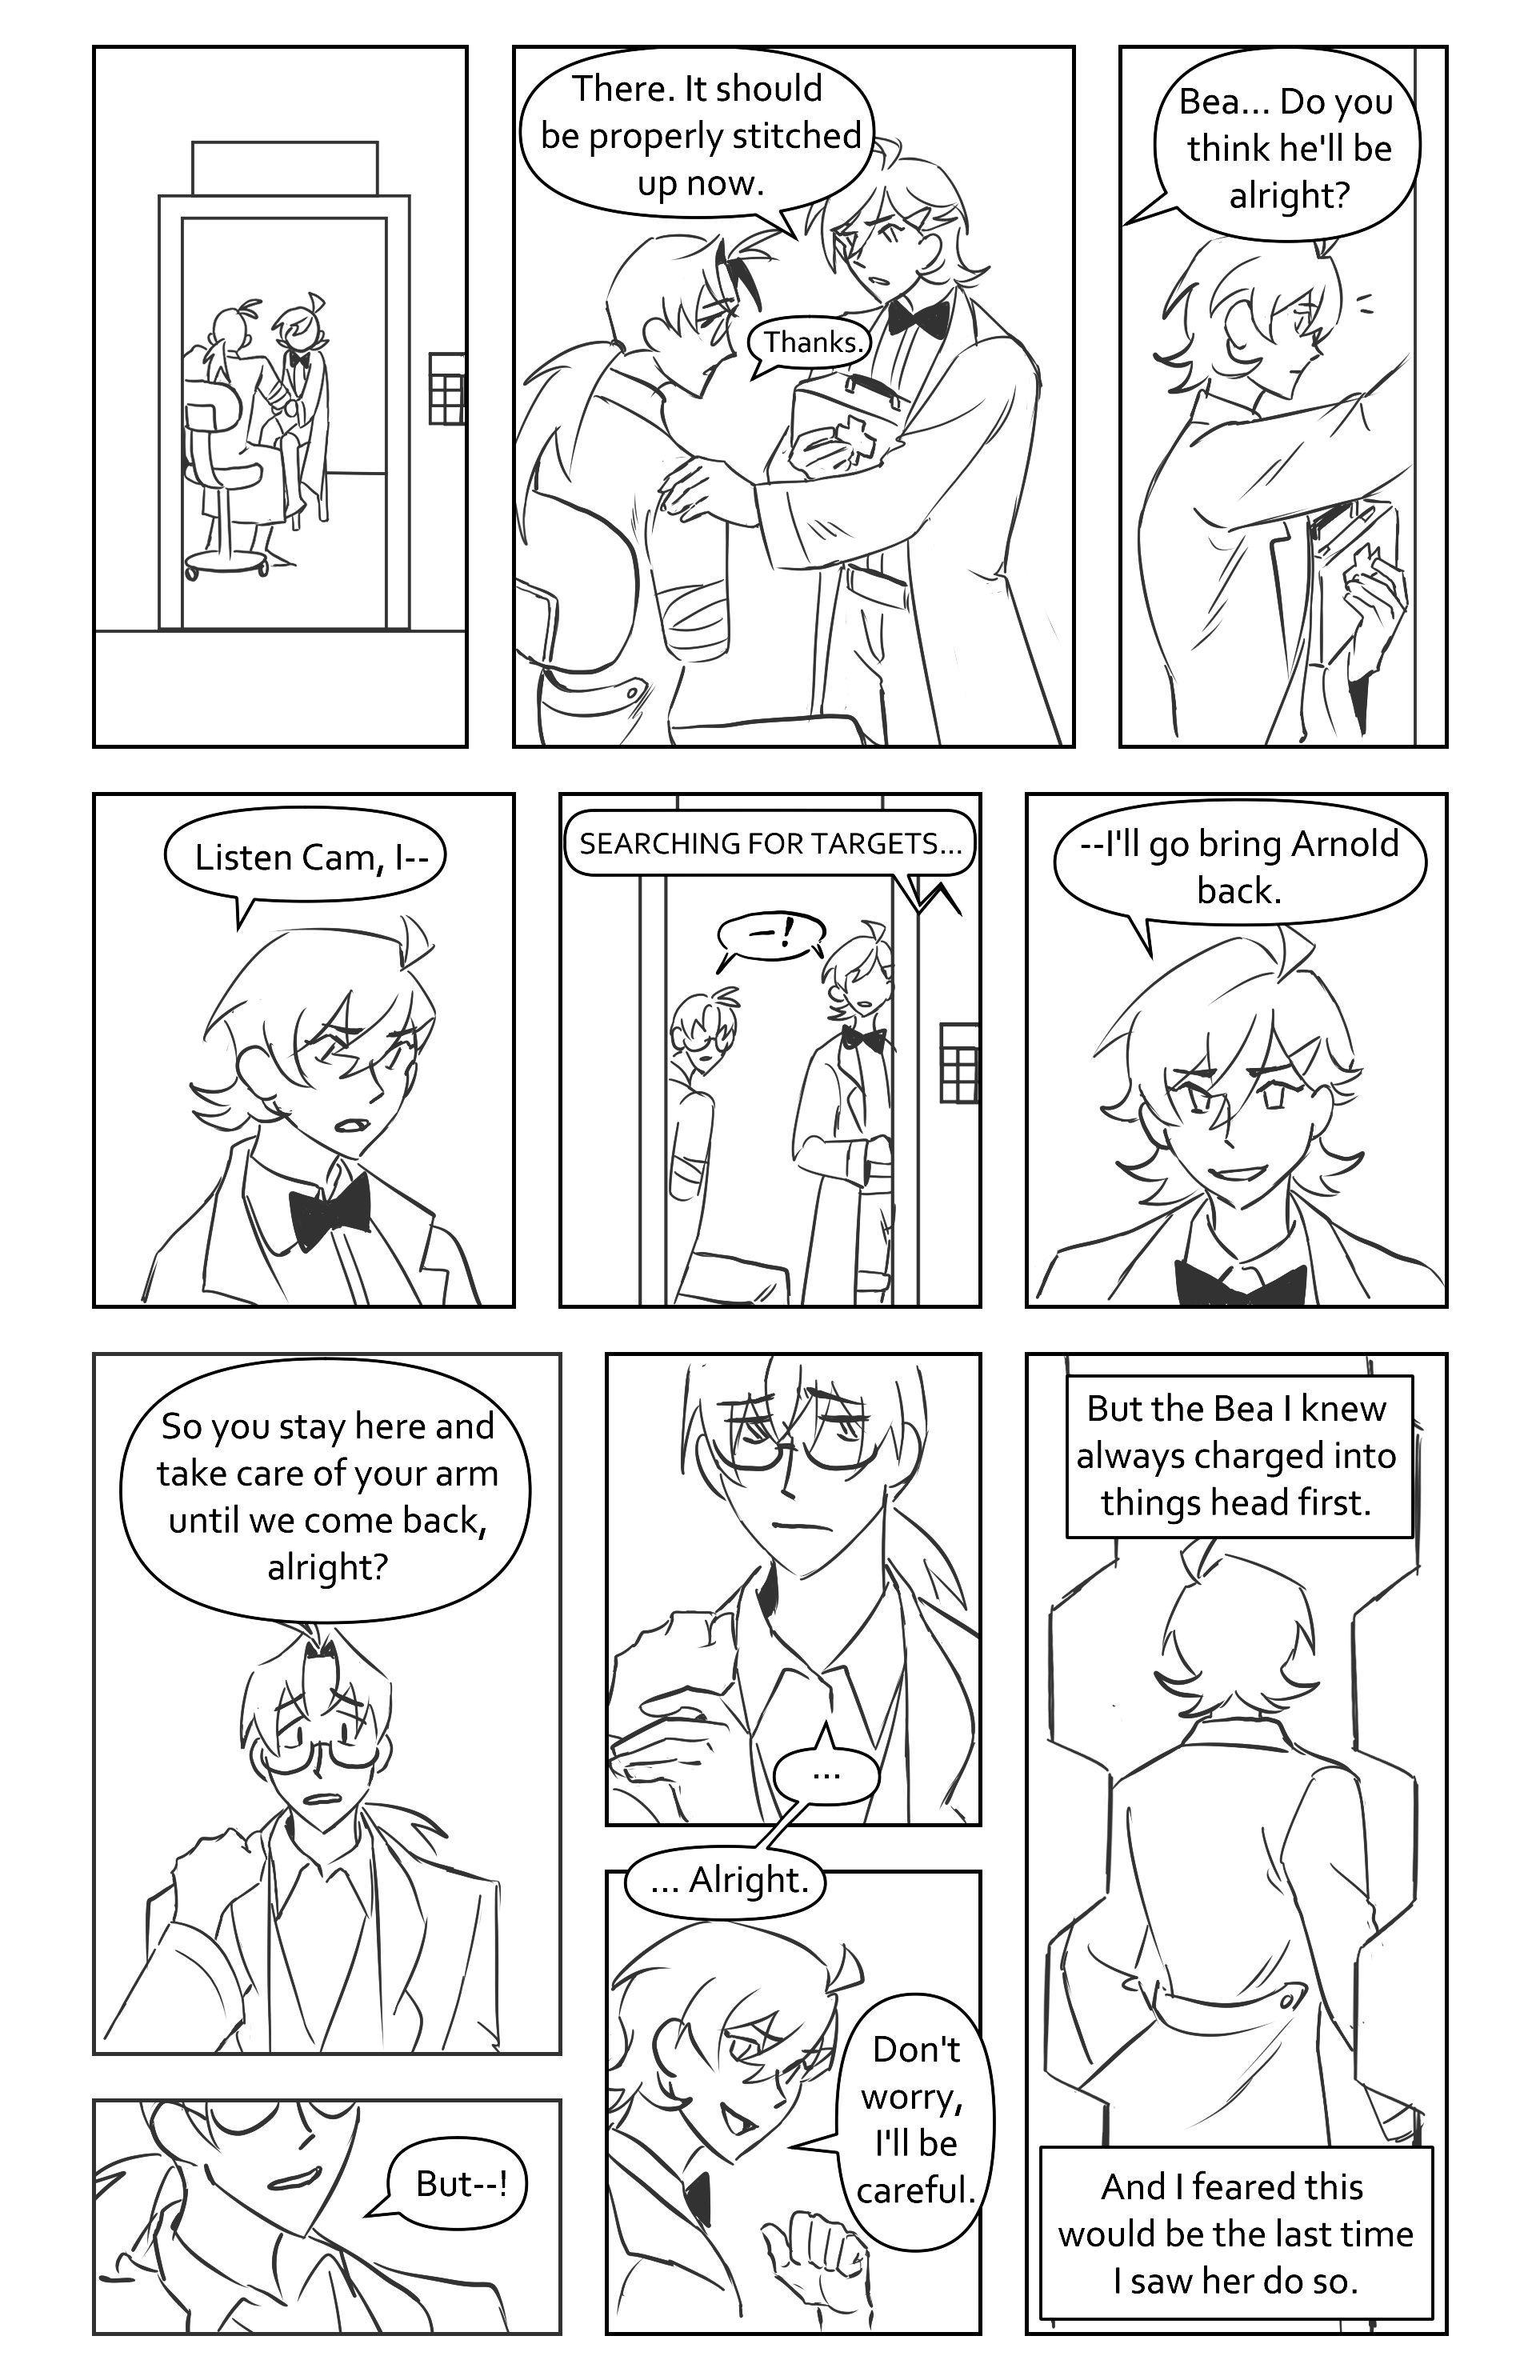 There. It should
be properly stitched
up now.
Thanks.
Bea... Do you
think he'll be
alright?
Listen Cam, I--
SEARCHING FOR TARGETS...
—!
--I'll go bring Arnold
back.
So you stay here and
take care of your arm
until we come back,
alright?
But--!
...
... Alright.
Don't
worry,
I'll be
careful.
But the Bea I knew
always charged into
things head first.
And I feared this
would be the last time
I saw her do so.